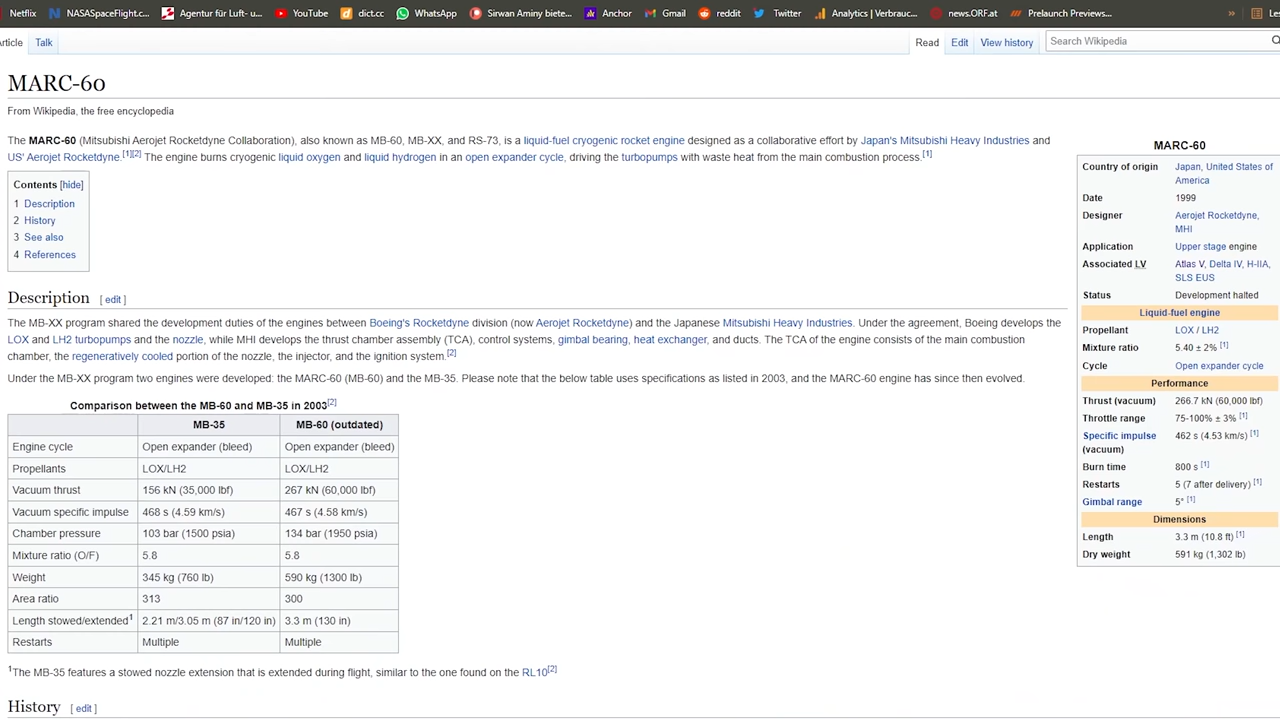 Netflix NASASpaceFlight.c... Agentur für Luft- u... YouTube dict.cc WhatsApp Sirwan Aminy biete... Anchor Gmail reddit Twitter Analytics | Verbrauc... news.ORF.at Prelaunch Previews... » Les
Article Talk Read Edit View history Search Wikipedia
MARC-60
From Wikipedia, the free encyclopedia
The MARC-60 (Mitsubishi Aerojet Rocketdyne Collaboration), also known as MB-60, MB-XX, and RS-73, is a liquid-fuel cryogenic rocket engine designed as a collaborative effort by Japan's Mitsubishi Heavy Industries and
US' Aerojet Rocketdyne.[1][2] The engine burns cryogenic liquid oxygen and liquid hydrogen in an open expander cycle, driving the turbopumps with waste heat from the main combustion process.[1]
Contents [hide]
1 Description
2 History
3 See also
4 References
Description [ edit ]
The MB-XX program shared the development duties of the engines between Boeing's Rocketdyne division (now Aerojet Rocketdyne) and the Japanese Mitsubishi Heavy Industries. Under the agreement, Boeing develops the
LOX and LH2 turbopumps and the nozzle, while MHI develops the thrust chamber assembly (TCA), control systems, gimbal bearing, heat exchanger, and ducts. The TCA of the engine consists of the main combustion
chamber, the regeneratively cooled portion of the nozzle, the injector, and the ignition system.[2]
Under the MB-XX program two engines were developed: the MARC-60 (MB-60) and the MB-35. Please note that the below table uses specifications as listed in 2003, and the MARC-60 engine has since then evolved.
Comparison between the MB-60 and MB-35 in 2003[2]
MB-35 MB-60 (outdated)
Engine cycle Open expander (bleed) Open expander (bleed)
Propellants LOX/LH2 LOX/LH2
Vacuum thrust 156 kN (35,000 lbf) 267 kN (60,000 lbf)
Vacuum specific impulse 468 s (4.59 km/s) 467 s (4.58 km/s)
Chamber pressure 103 bar (1500 psia) 134 bar (1950 psia)
Mixture ratio (O/F) 5.8 5.8
Weight 345 kg (760 lb) 590 kg (1300 lb)
Area ratio 313 300
Length stowed/extended1 2.21 m/3.05 m (87 in/120 in) 3.3 m (130 in)
Restarts Multiple Multiple
1The MB-35 features a stowed nozzle extension that is extended during flight, similar to the one found on the RL10[2]
History [ edit ]
MARC-60
Country of origin Japan, United States of
America
Date 1999
Designer Aerojet Rocketdyne,
MHI
Application Upper stage engine
Associated LV Atlas V, Delta IV, H-IIA,
SLS EUS
Status Development halted
Liquid-fuel engine
Propellant LOX / LH2
Mixture ratio 5.40 ± 2% [1]
Cycle Open expander cycle
Performance
Thrust (vacuum) 266.7 kN (60,000 lbf)
Throttle range 75-100% ± 3% [1]
Specific impulse 462 s (4.53 km/s) [1]
(vacuum)
Burn time 800 s [1]
Restarts 5 (7 after delivery) [1]
Gimbal range 5° [1]
Dimensions
Length 3.3 m (10.8 ft) [1]
Dry weight 591 kg (1,302 lb)